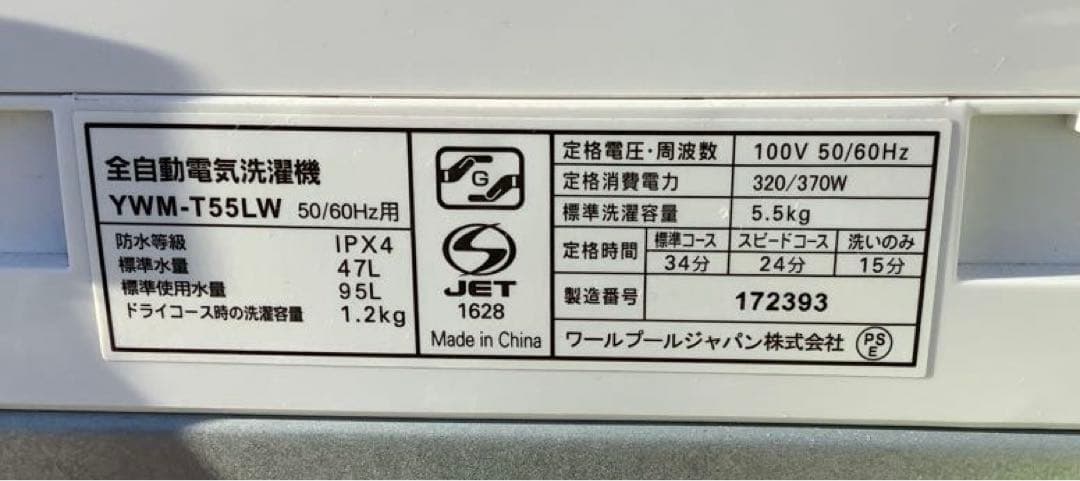 全自動電気洗濯機
YWM-T55LW 50/60Hz用
防水等級 IPX4
標準水量 47L
標準使用水量 95L
ドライコース時の洗濯容量 1.2kg
G
JET
1628
Made in China
定格電圧・周波数 100V 50/60Hz
定格消費電力 320/370W
標準洗濯容量 5.5kg
定格時間 標準コース スピードコース 洗いのみ
34分 24分 15分
製造番号 172393
ワールプールジャパン株式会社 PS
E